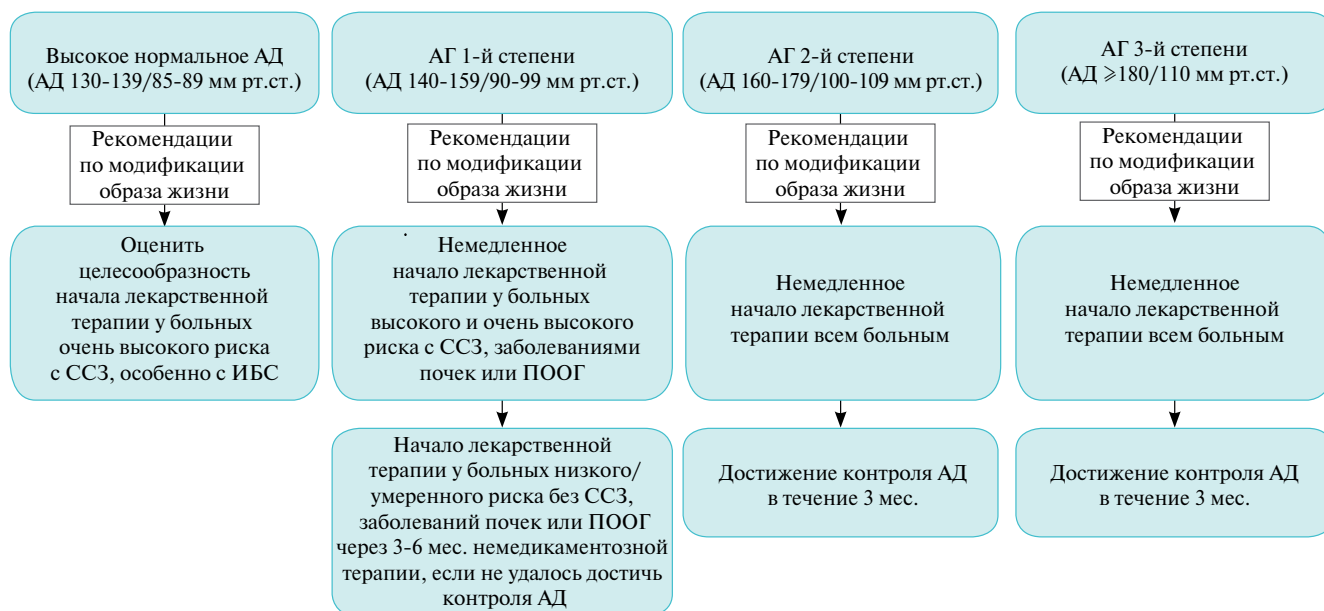 Высокое нормальное АД
(АД 130-139/85-89 мм рт.ст.)
Рекомендации
по модификации
образа жизни
Оценить
целесообразность
начала лекарственной
терапии у больных
очень высокого риска
с ССЗ, особенно с ИБС
АГ 1-й степени
(АД 140-159/90-99 мм рт.ст.)
Рекомендации
по модификации
образа жизни
Немедленное
начало лекарственной
терапии у больных
высокого и очень высокого
риска с ССЗ, заболеваниями
почек или ПООГ
Начало лекарственной
терапии у больных низкого/
умеренного риска без ССЗ,
заболеваний почек или ПООГ
через 3-6 мес. немедикаментозной
терапии, если не удалось достичь
контроля АД
АГ 2-й степени
(АД 160-179/100-109 мм рт.ст.)
Рекомендации
по модификации
образа жизни
Немедленное
начало лекарственной
терапии всем больным
Достижение контроля АД
в течение 3 мес.
АГ 3-й степени
(АД ⩾180/110 мм рт.ст.)
Рекомендации
по модификации
образа жизни
Немедленное
начало лекарственной
терапии всем больным
Достижение контроля АД
в течение 3 мес.